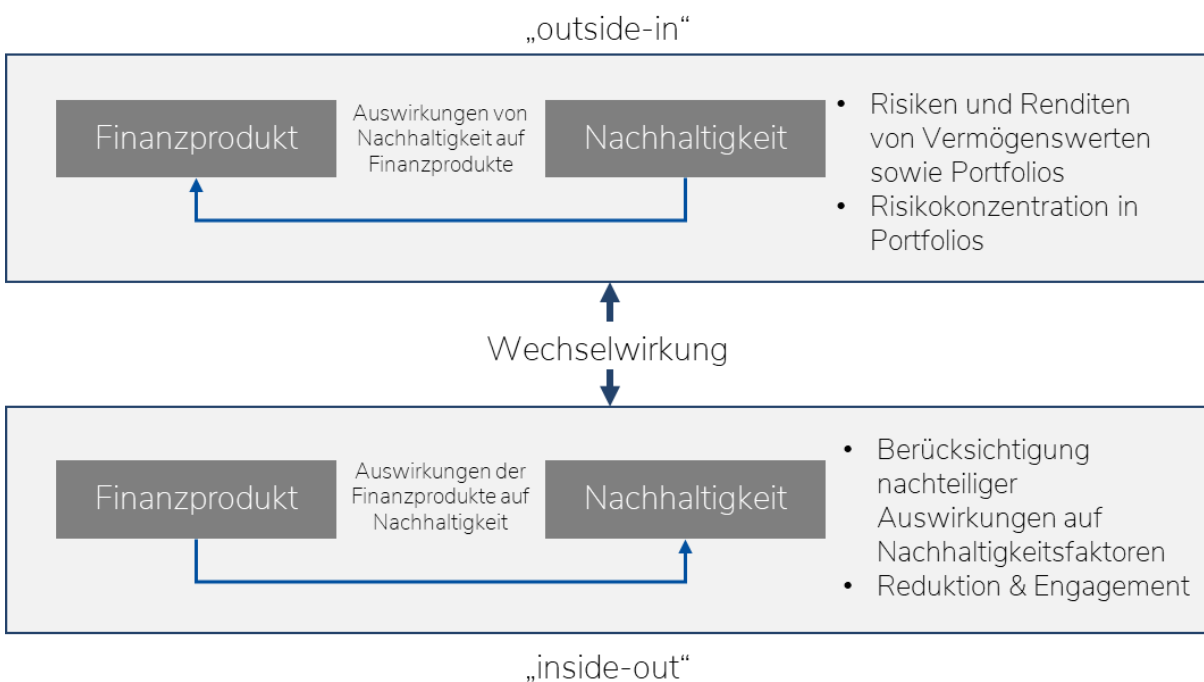 „outside-in“
Finanzprodukt
Auswirkungen von
Nachhaltigkeit auf
Finanzprodukte
Nachhaltigkeit
• Risiken und Renditen
von Vermögenswerten
sowie Portfolios
• Risikokonzentration in
Portfolios
Wechselwirkung
Finanzprodukt
Auswirkungen der
Finanzprodukte auf
Nachhaltigkeit
Nachhaltigkeit
• Berücksichtigung
nachteiliger
Auswirkungen auf
Nachhaltigkeitsfaktoren
• Reduktion & Engagement
„inside-out“